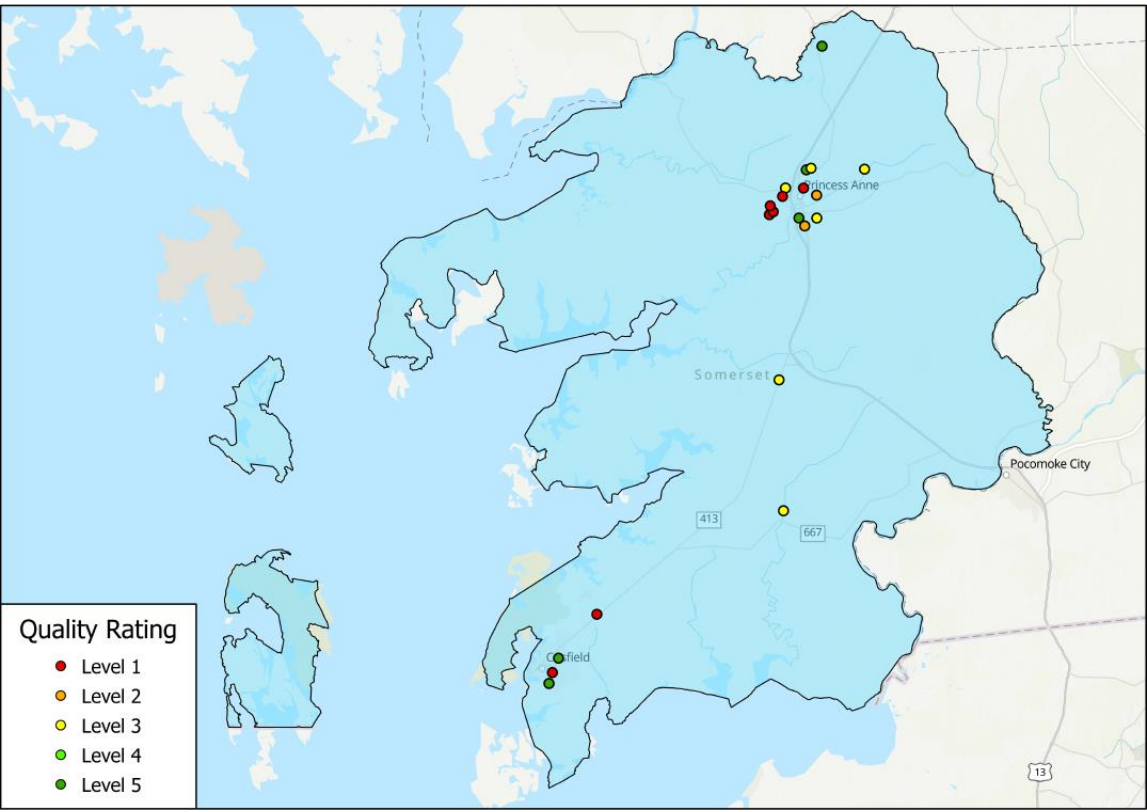 Princess Anne
Somerset
Pocomoke City
413
667
Quality Rating
Level 1
Level 2
Level 3
Level 4
Level 5
13